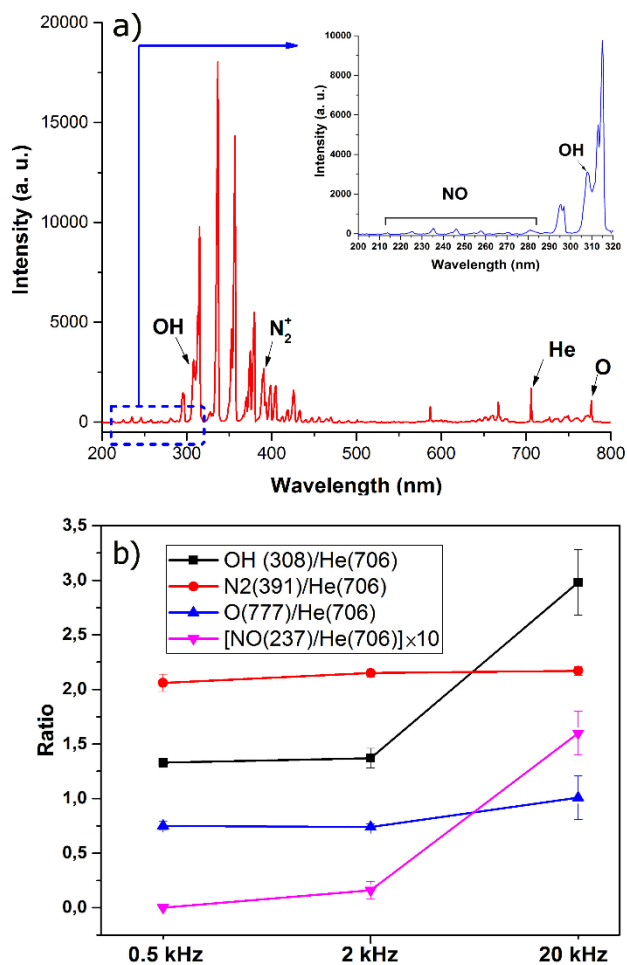 a)
20000
15000
10000
5000
0
Intensity (a. u.)
200 300 400 500 600 700 800
Wavelength (nm)
OH
N₂⁺
He
O
10000
8000
6000
4000
2000
0
Intensity (a. u.)
NO
OH
200 210 220 230 240 250 260 270 280 290 300 310 320
Wavelength (nm)
b)
3,5
3,0
2,5
2,0
1,5
1,0
0,5
0,0
Ratio
OH (308)/He(706)
N2(391)/He(706)
O(777)/He(706)
[NO(237)/He(706)]×10
0.5 kHz 2 kHz 20 kHz